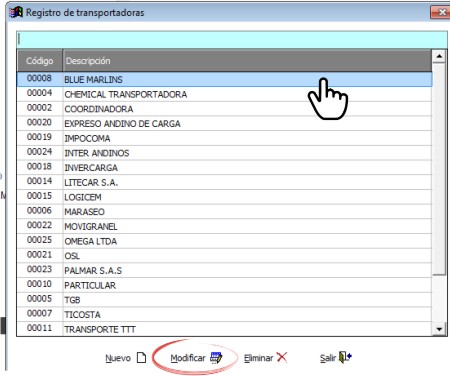 Registro de transportadoras
Código Descripción
00008 BLUE MARLINS
00004 CHEMICAL TRANSPORTADORA
00002 COORDINADORA
00020 EXPRESO ANDINO DE CARGA
00019 IMPOCOMA
00024 INTER ANDINOS
00018 INVERCARGA
00014 LITECAR S.A.
00015 LOGICEM
00006 MARASEO
00022 MOVIGRANEL
00025 OMEGA LTDA
00021 OSL
00023 PALMAR S.A.S
00010 PARTICULAR
00005 TGB
00007 TICOSTA
00011 TRANSPORTE TTT
Nuevo Modificar Eliminar Salir